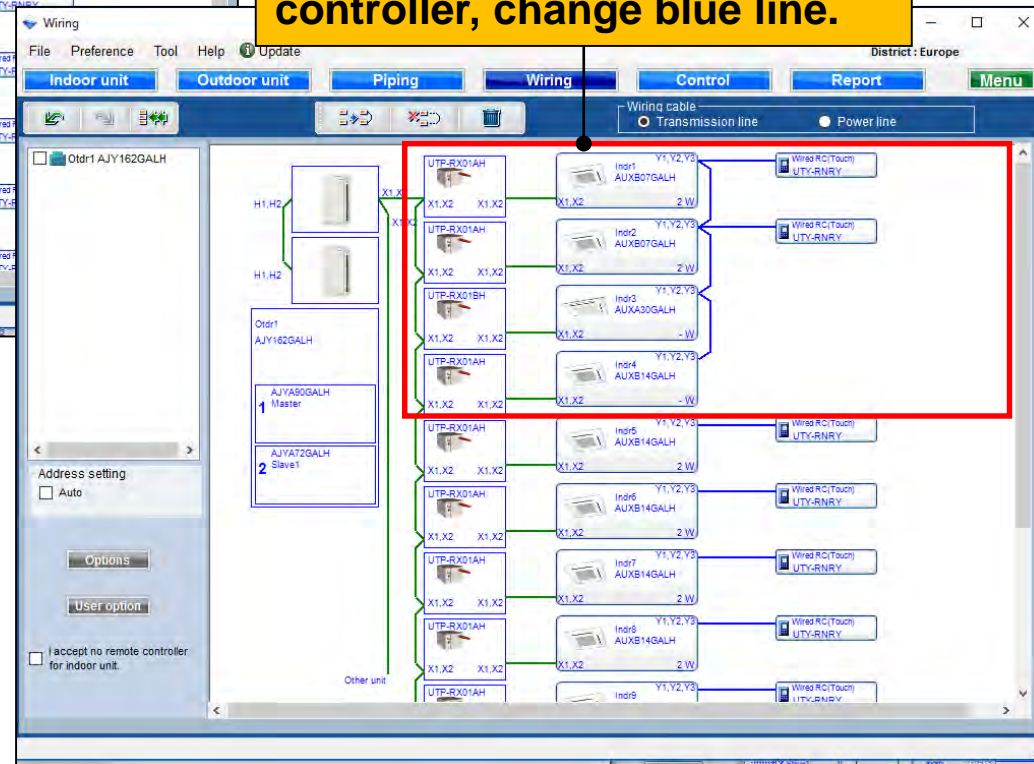 controller, change blue line.
Wiring
File Preference Tool Help Update
District : Europe
Indoor unit Outdoor unit Piping Wiring Control Report Menu
Wiring cable
Transmission line Power line
Otdr1 AJY162GALH
Address setting
Auto
Options
User option
I accept no remote controller
for indoor unit.
H1,H2
X1,X2
H1,H2
Otdr1
AJY162GALH
AJYA90GALH
1 Master
AJYA72GALH
2 Slave1
Other unit
UTP-RX01AH
X1,X2 X1,X2
Indr1
AUXB07GALH
Y1,Y2,Y3
X1,X2 2 W
Wired RC(Touch)
UTY-RNRY
UTP-RX01AH
X1,X2 X1,X2
Indr2
AUXB07GALH
Y1,Y2,Y3
X1,X2 2 W
Wired RC(Touch)
UTY-RNRY
UTP-RX01BH
X1,X2 X1,X2
Indr3
AUXA30GALH
Y1,Y2,Y3
X1,X2 - W
UTP-RX01AH
X1,X2 X1,X2
Indr4
AUXB14GALH
Y1,Y2,Y3
X1,X2 - W
UTP-RX01AH
X1,X2 X1,X2
Indr5
AUXB14GALH
Y1,Y2,Y3
X1,X2 2 W
Wired RC(Touch)
UTY-RNRY
UTP-RX01AH
X1,X2 X1,X2
Indr6
AUXB14GALH
Y1,Y2,Y3
X1,X2 2 W
Wired RC(Touch)
UTY-RNRY
UTP-RX01AH
X1,X2 X1,X2
Indr7
AUXB14GALH
Y1,Y2,Y3
X1,X2 2 W
Wired RC(Touch)
UTY-RNRY
UTP-RX01AH
X1,X2 X1,X2
Indr8
AUXB14GALH
Y1,Y2,Y3
X1,X2 2 W
Wired RC(Touch)
UTY-RNRY
UTP-RX01AH
Indr9
Y1,Y2,Y3
Wired RC(Touch)
UTY-RNRY